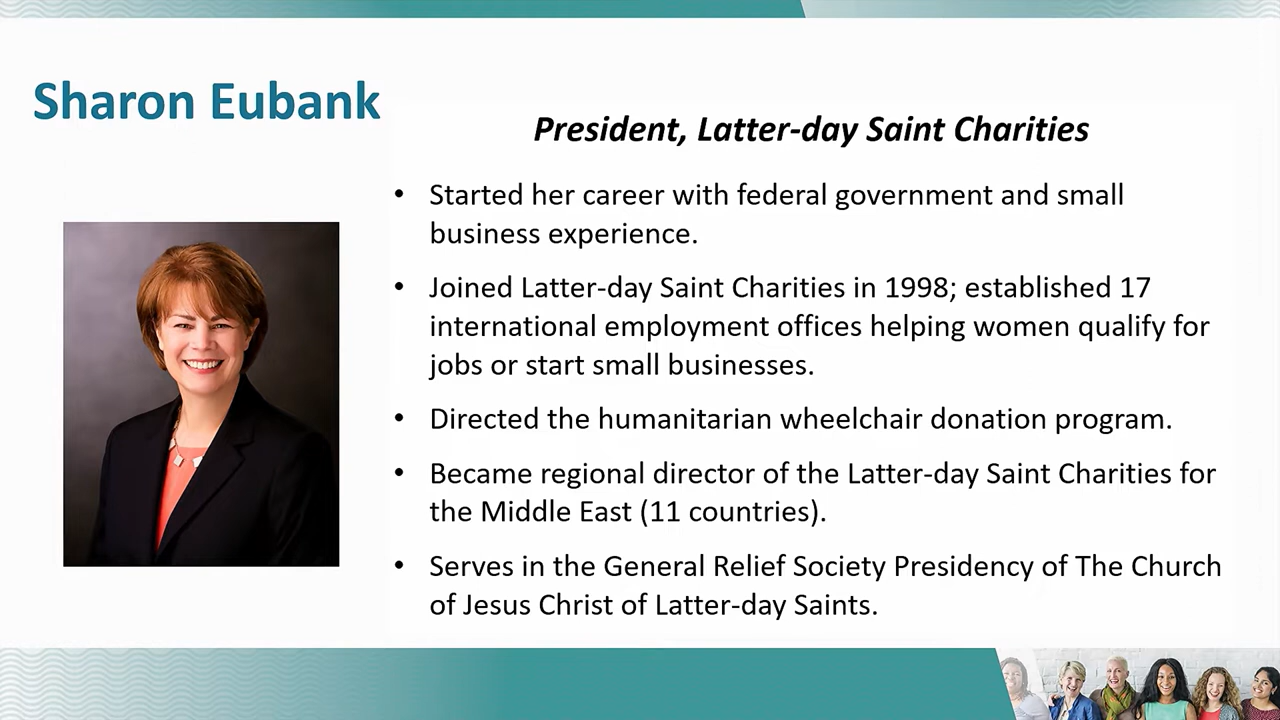 Sharon Eubank
President, Latter-day Saint Charities
• Started her career with federal government and small
business experience.
• Joined Latter-day Saint Charities in 1998; established 17
international employment offices helping women qualify for
jobs or start small businesses.
• Directed the humanitarian wheelchair donation program.
• Became regional director of the Latter-day Saint Charities for
the Middle East (11 countries).
• Serves in the General Relief Society Presidency of The Church
of Jesus Christ of Latter-day Saints.